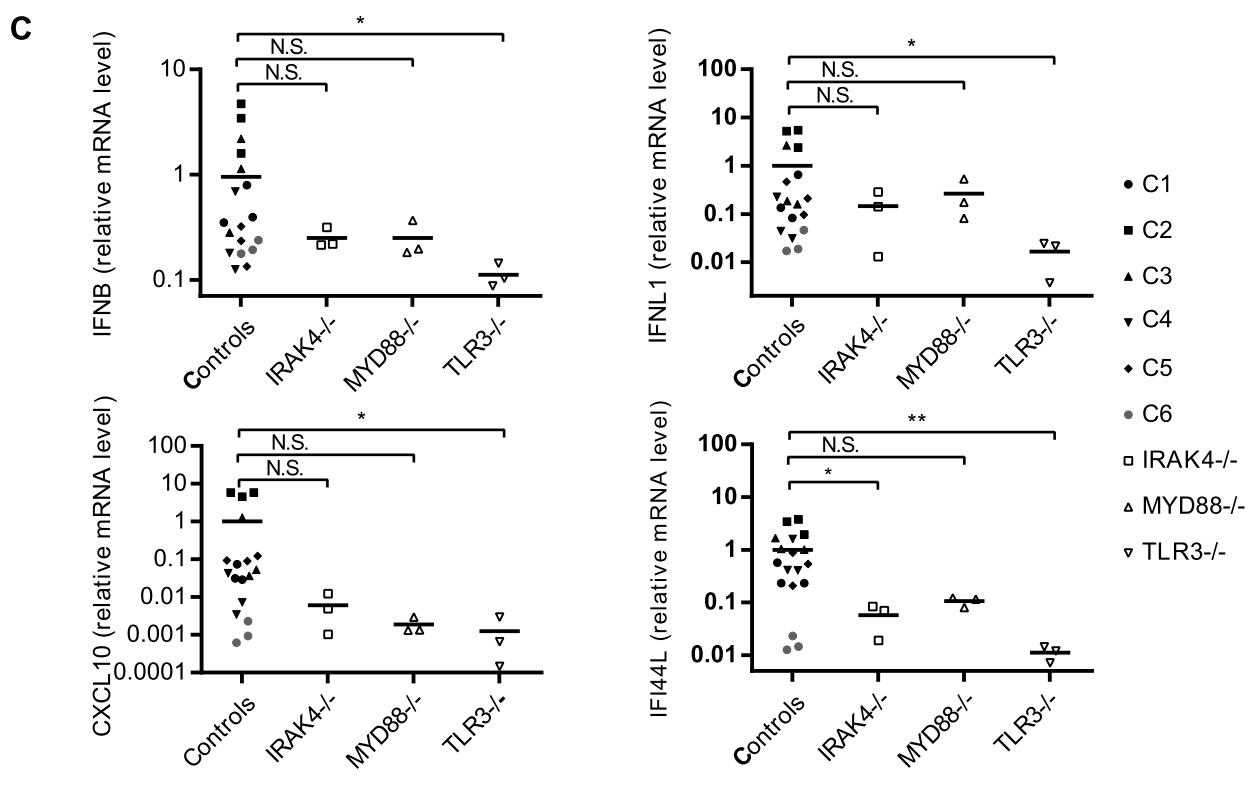 C
IFNB (relative mRNA level)
*
N.S.
N.S.
10
1
0.1
Controls
IRAK4-/-
MYD88-/-
TLR3-/-
IFNL1 (relative mRNA level)
*
N.S.
N.S.
100
10
1
0.1
0.01
Controls
IRAK4-/-
MYD88-/-
TLR3-/-
CXCL10 (relative mRNA level)
*
N.S.
N.S.
100
10
1
0.1
0.01
0.001
0.0001
Controls
IRAK4-/-
MYD88-/-
TLR3-/-
IFI44L (relative mRNA level)
**
N.S.
*
100
10
1
0.1
0.01
Controls
IRAK4-/-
MYD88-/-
TLR3-/-
C1
C2
C3
C4
C5
C6
IRAK4-/-
MYD88-/-
TLR3-/-